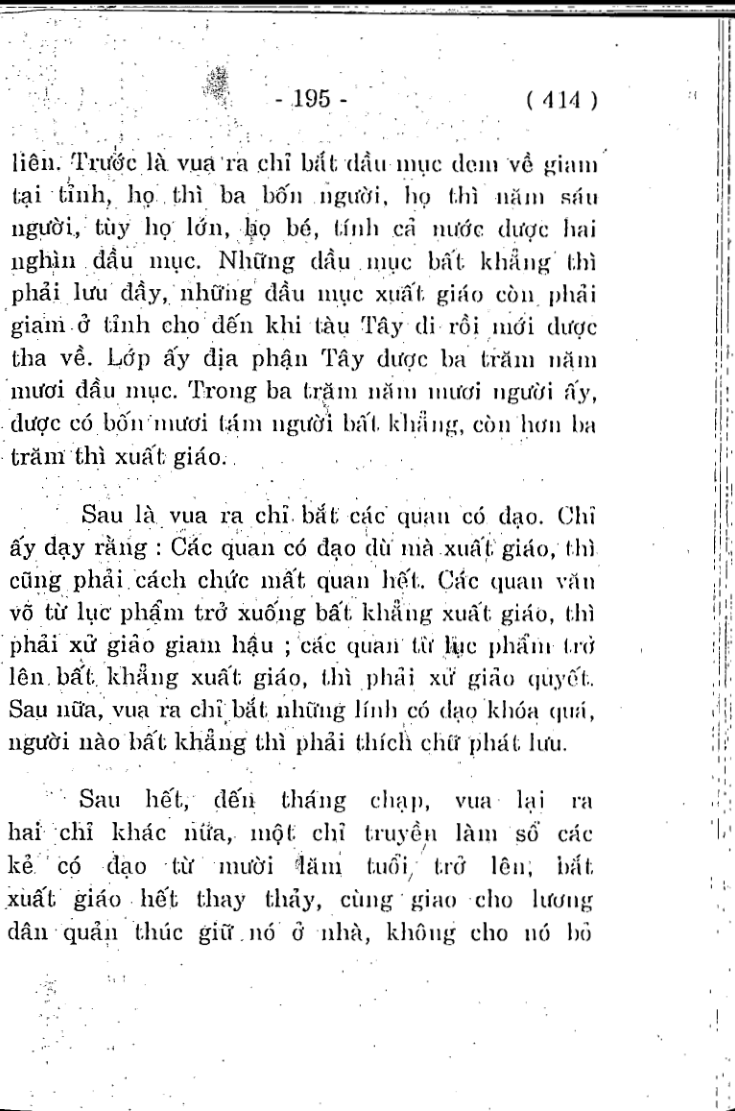 - 195 - ( 414 )
liên. Trước là vua ra chỉ bắt đầu mục đem về giam
tại tỉnh, họ thì ba bốn người, họ thì năm sáu
người, tùy họ lớn, họ bé, tính cả nước được hai
nghìn đầu mục. Những đầu mục bất khẳng thì
phải lưu đầy, những đầu mục xuất giáo còn phải
giam ở tỉnh cho đến khi tàu Tây đi rồi mới được
tha về. Lớp ấy địa phận Tây được ba trăm năm
mươi đầu mục. Trong ba trăm năm mươi người ấy,
được có bốn mươi tám người bất khẳng, còn hơn ba
trăm thì xuất giáo.
Sau là vua ra chỉ bắt các quan có đạo. Chỉ
ấy dạy rằng : Các quan có đạo dù mà xuất giáo, thì
cũng phải cách chức mất quan hết. Các quan văn
võ từ lục phẩm trở xuống bất khẳng xuất giáo, thì
phải xử giảo giam hậu ; các quan từ lục phẩm trở
lên bất khẳng xuất giáo, thì phải xử giảo quyết.
Sau nữa, vua ra chỉ bắt những lính có đạo khóa quá,
người nào bất khẳng thì phải thích chữ phát lưu.
Sau hết, đến tháng chạp, vua lại ra
hai chỉ khác nữa, một chỉ truyền làm sổ các
kẻ có đạo từ mười lăm tuổi trở lên, bắt
xuất giáo hết thay thảy, cùng giao cho lương
dân quản thúc giữ nó ở nhà, không cho nó bỏ